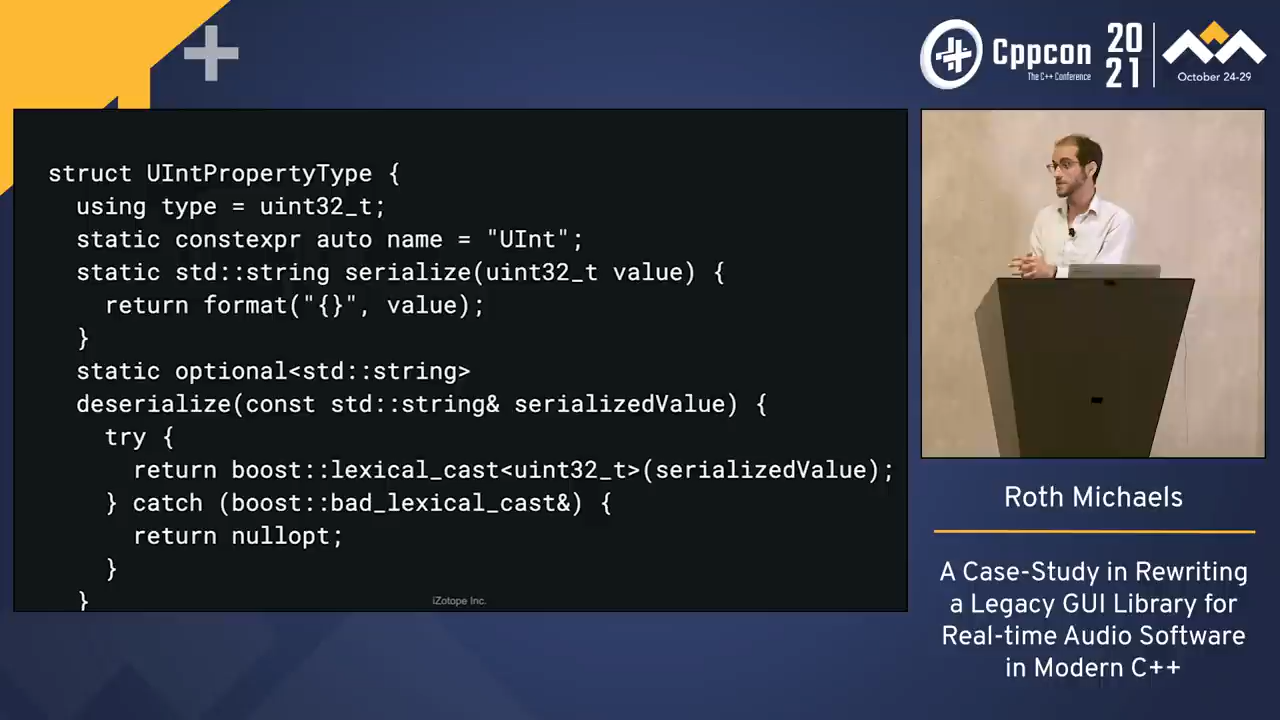 Cppcon
The C++ Conference
20
21
October 24-29
struct UIntPropertyType {
using type = uint32_t;
static constexpr auto name = "UInt";
static std::string serialize(uint32_t value) {
return format("{}", value);
}
static optional<std::string>
deserialize(const std::string& serializedValue) {
try {
return boost::lexical_cast<uint32_t>(serializedValue);
} catch (boost::bad_lexical_cast&) {
return nullopt;
}
}
iZotope Inc.
Roth Michaels
A Case-Study in Rewriting
a Legacy GUI Library for
Real-time Audio Software
in Modern C++